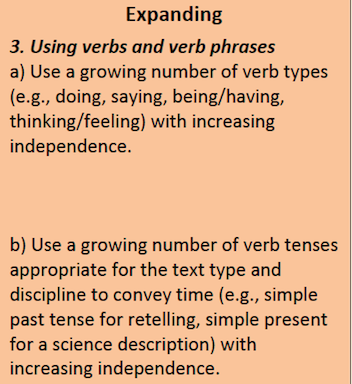 Expanding
3. Using verbs and verb phrases
a) Use a growing number of verb types
(e.g., doing, saying, being/having,
thinking/feeling) with increasing
independence.
b) Use a growing number of verb tenses
appropriate for the text type and
discipline to convey time (e.g., simple
past tense for retelling, simple present
for a science description) with
increasing independence.